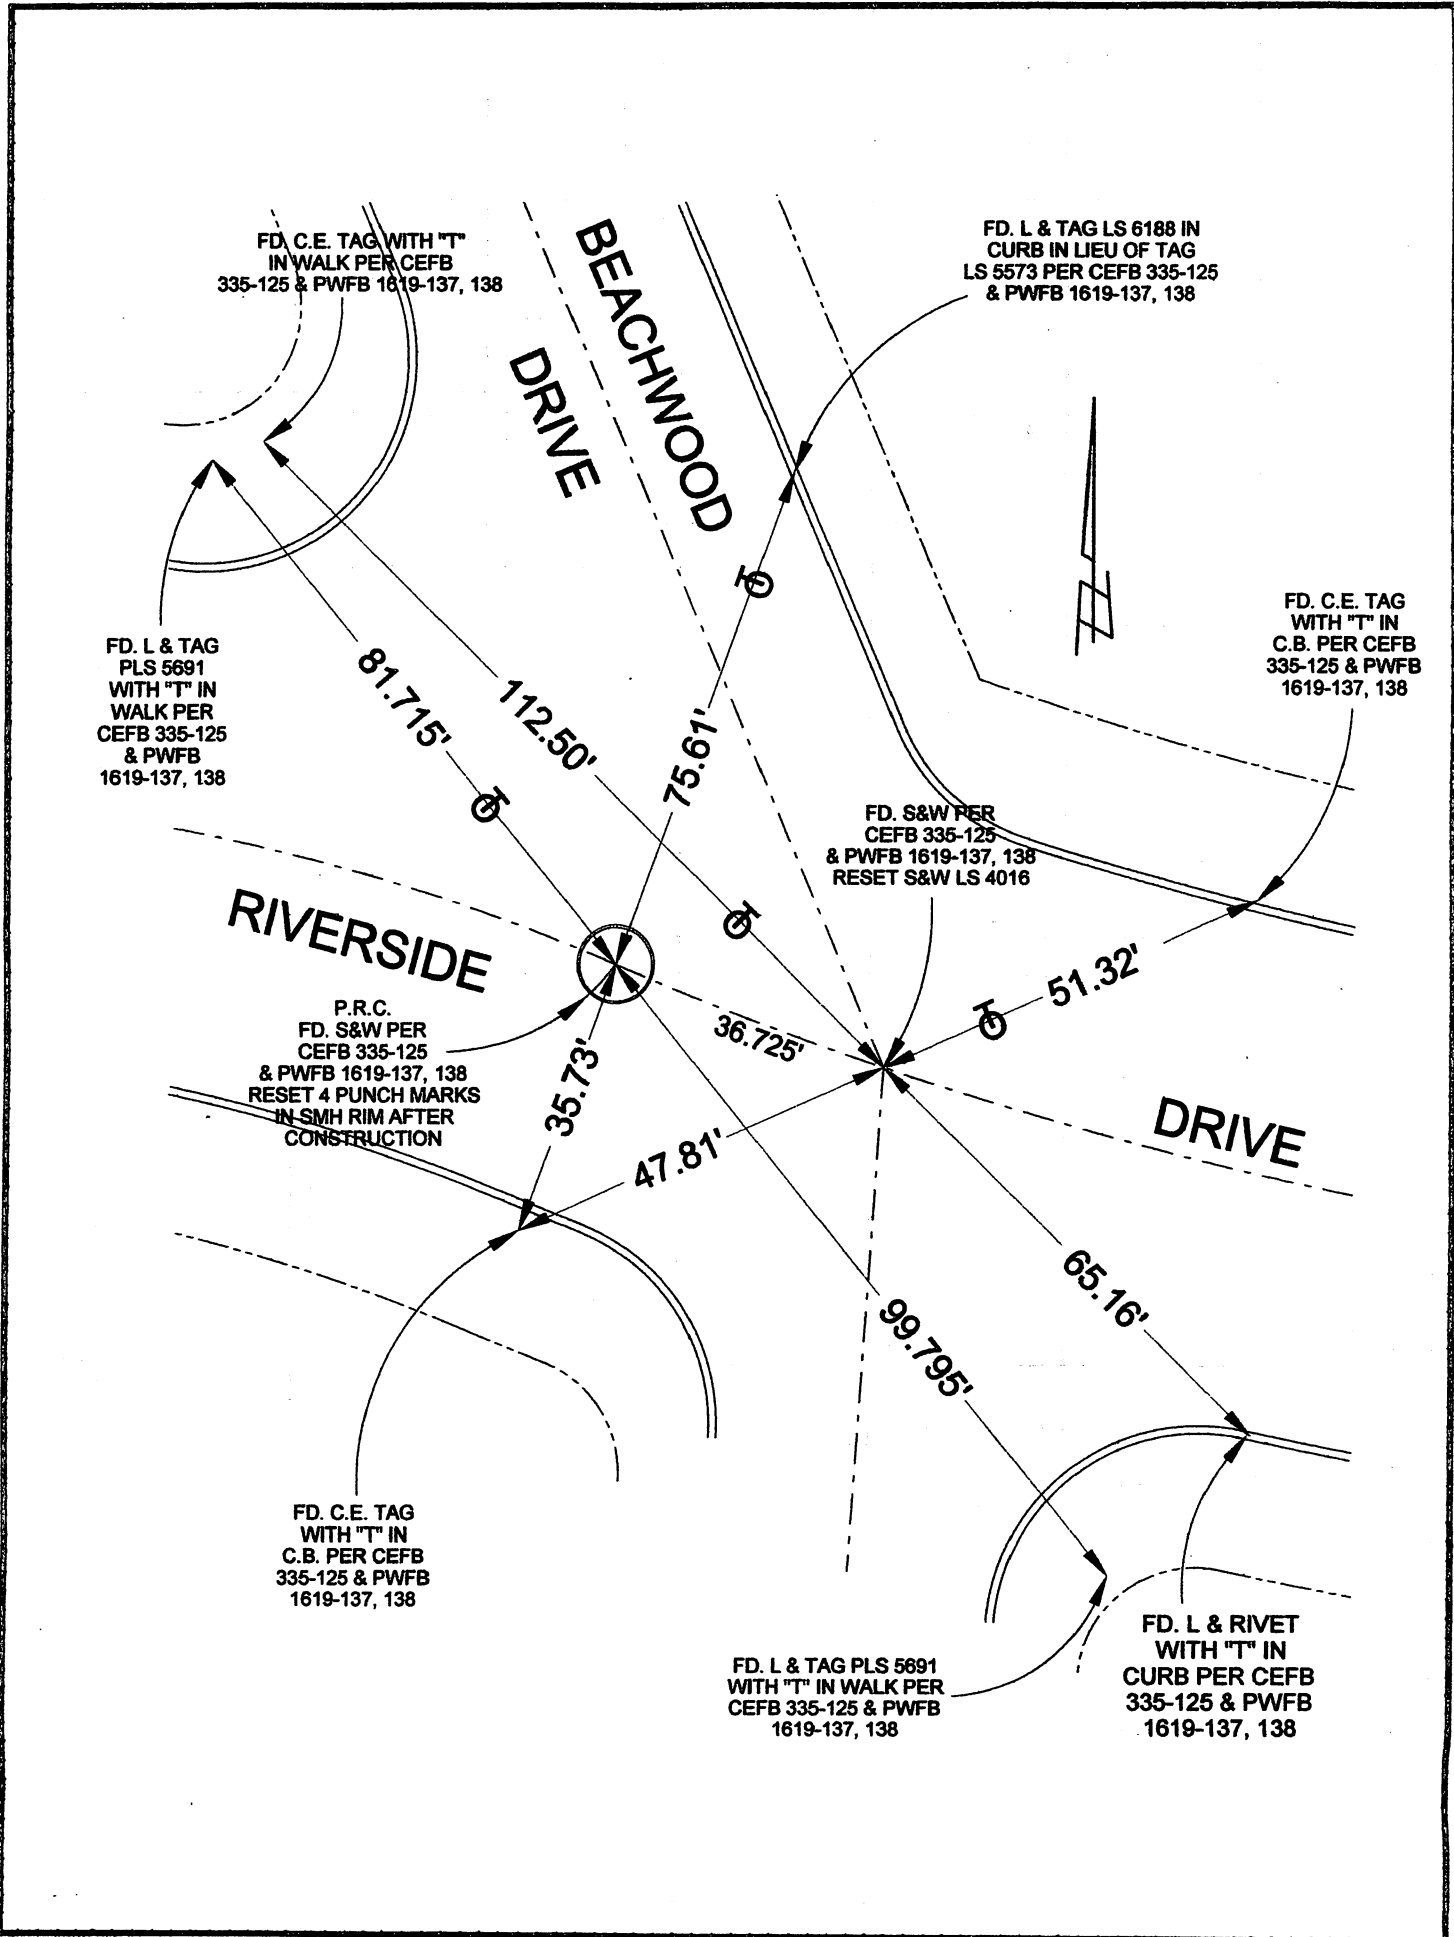 FD. C.E. TAG WITH "T"
IN WALK PER CEFB
335-125 & PWFB 1619-137, 138
BEACHWOOD
DRIVE
FD. L & TAG LS 6188 IN
CURB IN LIEU OF TAG
LS 5573 PER CEFB 335-125
& PWFB 1619-137, 138
FD. C.E. TAG
WITH "T" IN
C.B. PER CEFB
335-125 & PWFB
1619-137, 138
FD. L & TAG
PLS 5691
WITH "T" IN
WALK PER
CEFB 335-125
& PWFB
1619-137, 138
81.715'
112.50'
75.61'
FD. S&W PER
CEFB 335-125
& PWFB 1619-137, 138
RESET S&W LS 4016
RIVERSIDE
51.32'
P.R.C.
FD. S&W PER
CEFB 335-125
& PWFB 1619-137, 138
RESET 4 PUNCH MARKS
IN SMH RIM AFTER
CONSTRUCTION
36.725'
35.73'
47.81'
DRIVE
65.16'
99.795'
FD. C.E. TAG
WITH "T" IN
C.B. PER CEFB
335-125 & PWFB
1619-137, 138
FD. L & TAG PLS 5691
WITH "T" IN WALK PER
CEFB 335-125 & PWFB
1619-137, 138
FD. L & RIVET
WITH "T" IN
CURB PER CEFB
335-125 & PWFB
1619-137, 138